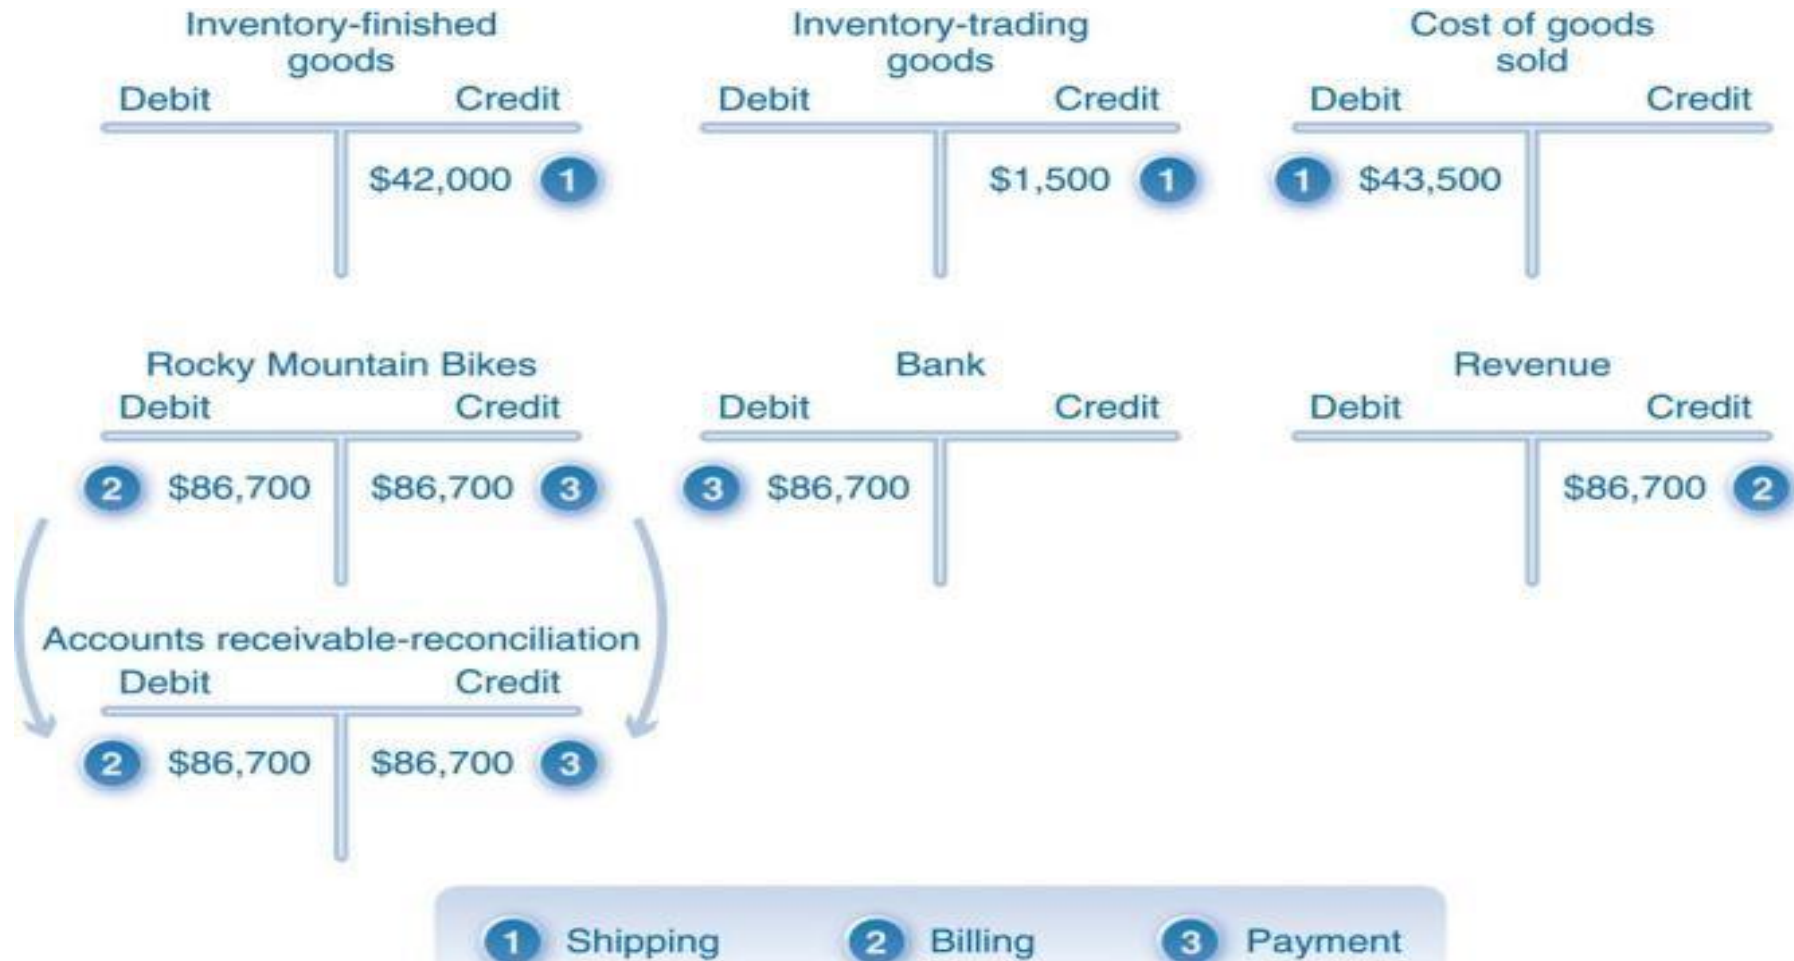 Inventory-finished
goods
Debit Credit
$42,000 1
Inventory-trading
goods
Debit Credit
$1,500 1
Cost of goods
sold
Debit Credit
1 $43,500
Rocky Mountain Bikes
Debit Credit
2 $86,700 $86,700 3
Bank
Debit Credit
3 $86,700
Revenue
Debit Credit
$86,700 2
Accounts receivable-reconciliation
Debit Credit
2 $86,700 $86,700 3
1 Shipping 2 Billing 3 Payment